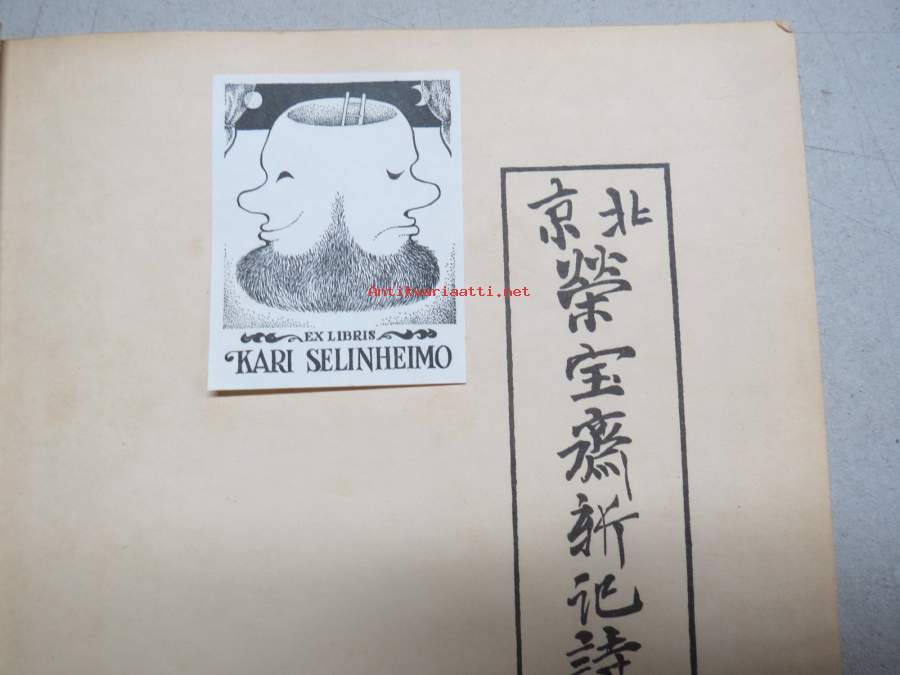 EX LIBRIS
KARI SELINHEIMO
Antikvariaatti.net
北京
榮宝齋新記詩